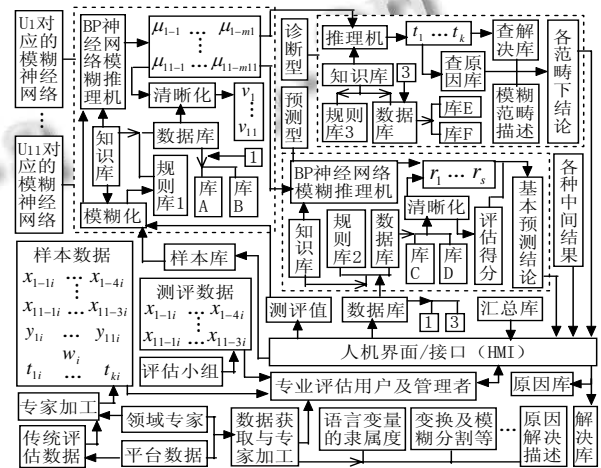 U1对
应的
模糊
神经
网络
U11对
应的
模糊
神经
网络
BP神
经网
络模
糊推
理机
μ1−1 … μ1−m1
μ11−1 … μ11−m11
清晰化
v1
v11
知识库
数据库
1
规则库1
库A
库B
模糊化
诊断型
预测型
推理机
t1 … tk
查解决库
知识库
3
查原因库
模糊范畴描述
规则库3
数据库
库E
库F
各范畴下结论
BP神经网络
模糊推理机
r1 … rs
清晰化
知识库
规则库2
数据库
库C
库D
评估得分
基本预测结论
各种中间结果
样本数据
x1−1i … x1−4i
x11−1i … x11−3i
y1i … y11i
wi
t1i … tki
样本库
测评数据
x1−1i … x1−4i
x11−1i … x11−3i
评估小组
测评值
数据库
1
3
汇总库
人机界面/接口（HMI）
专业评估用户及管理者
原因库
专家加工
领域专家
传统评
估数据
平台数据
数据获
取与专
家加工
语言变量
的隶属度
变换及模
糊分割等
…
原因
解决
描述
解决库